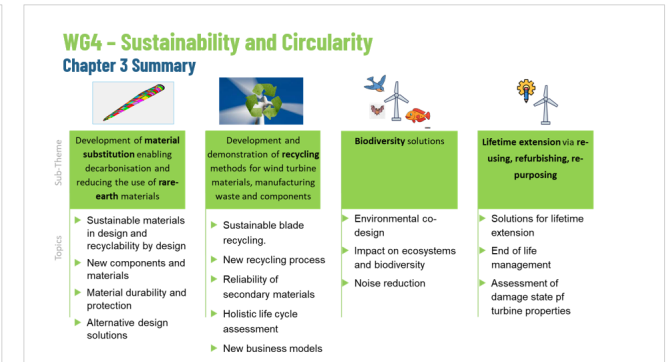 WG4 – Sustainability and Circularity
Chapter 3 Summary
Sub-Theme
Development of material
substitution enabling
decarbonisation and
reducing the use of rare-
earth materials
Development and
demonstration of recycling
methods for wind turbine
materials, manufacturing
waste and components
Biodiversity solutions
Lifetime extension via re-
using, refurbishing, re-
purposing
Topics
Sustainable materials
in design and
recyclability by design
New components and
materials
Material durability and
protection
Alternative design
solutions
Sustainable blade
recycling.
New recycling process
Reliability of
secondary materials
Holistic life cycle
assessment
New business models
Environmental co-
design
Impact on ecosystems
and biodiversity
Noise reduction
Solutions for lifetime
extension
End of life
management
Assessment of
damage state pf
turbine properties